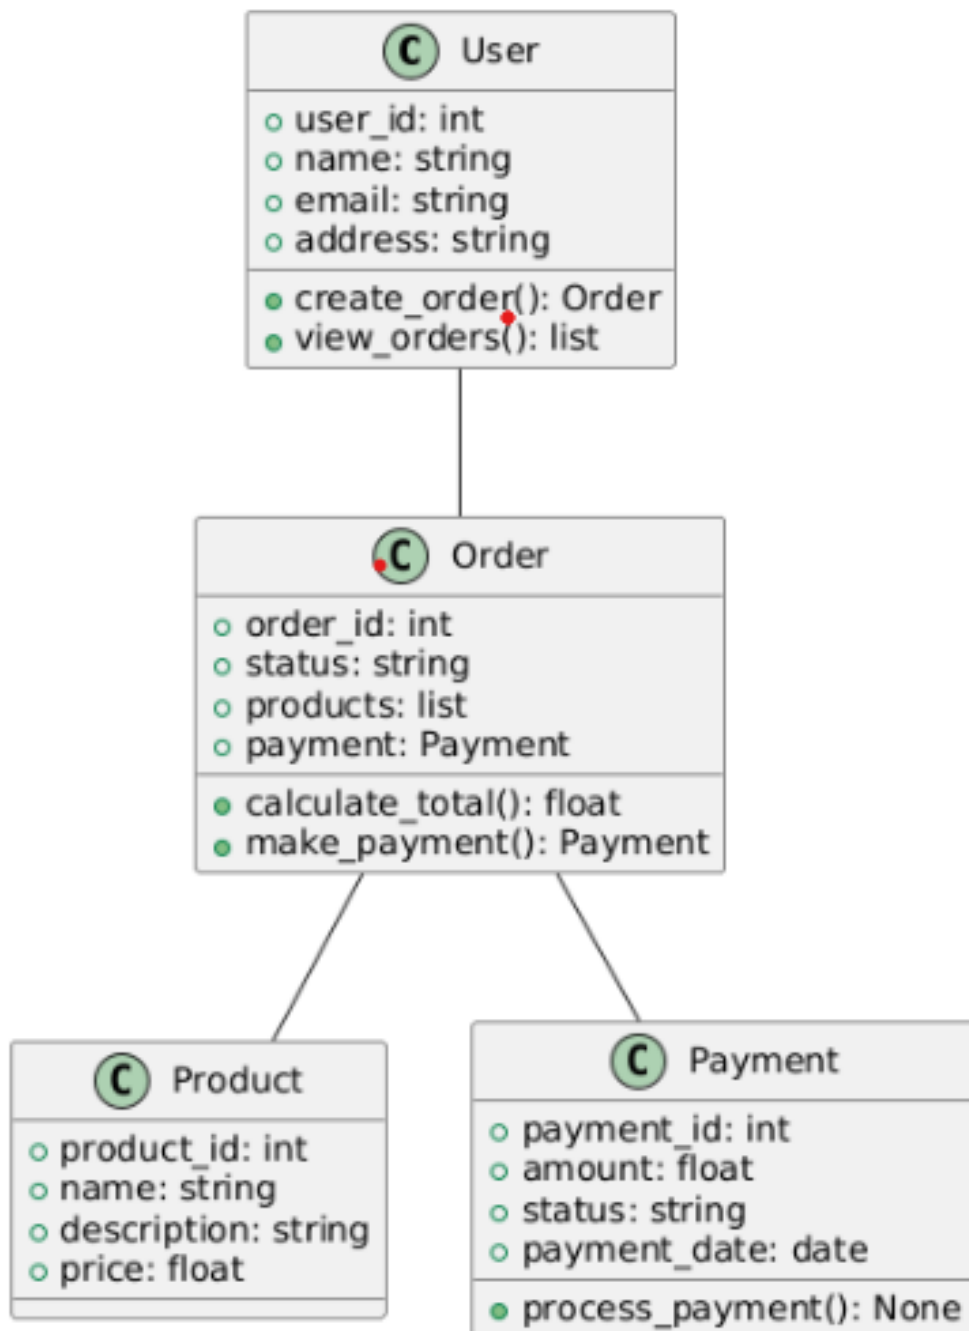 C User
user_id: int
name: string
email: string
address: string
create_order(): Order
view_orders(): list
C Order
order_id: int
status: string
products: list
payment: Payment
calculate_total(): float
make_payment(): Payment
C Product
product_id: int
name: string
description: string
price: float
C Payment
payment_id: int
amount: float
status: string
payment_date: date
process_payment(): None